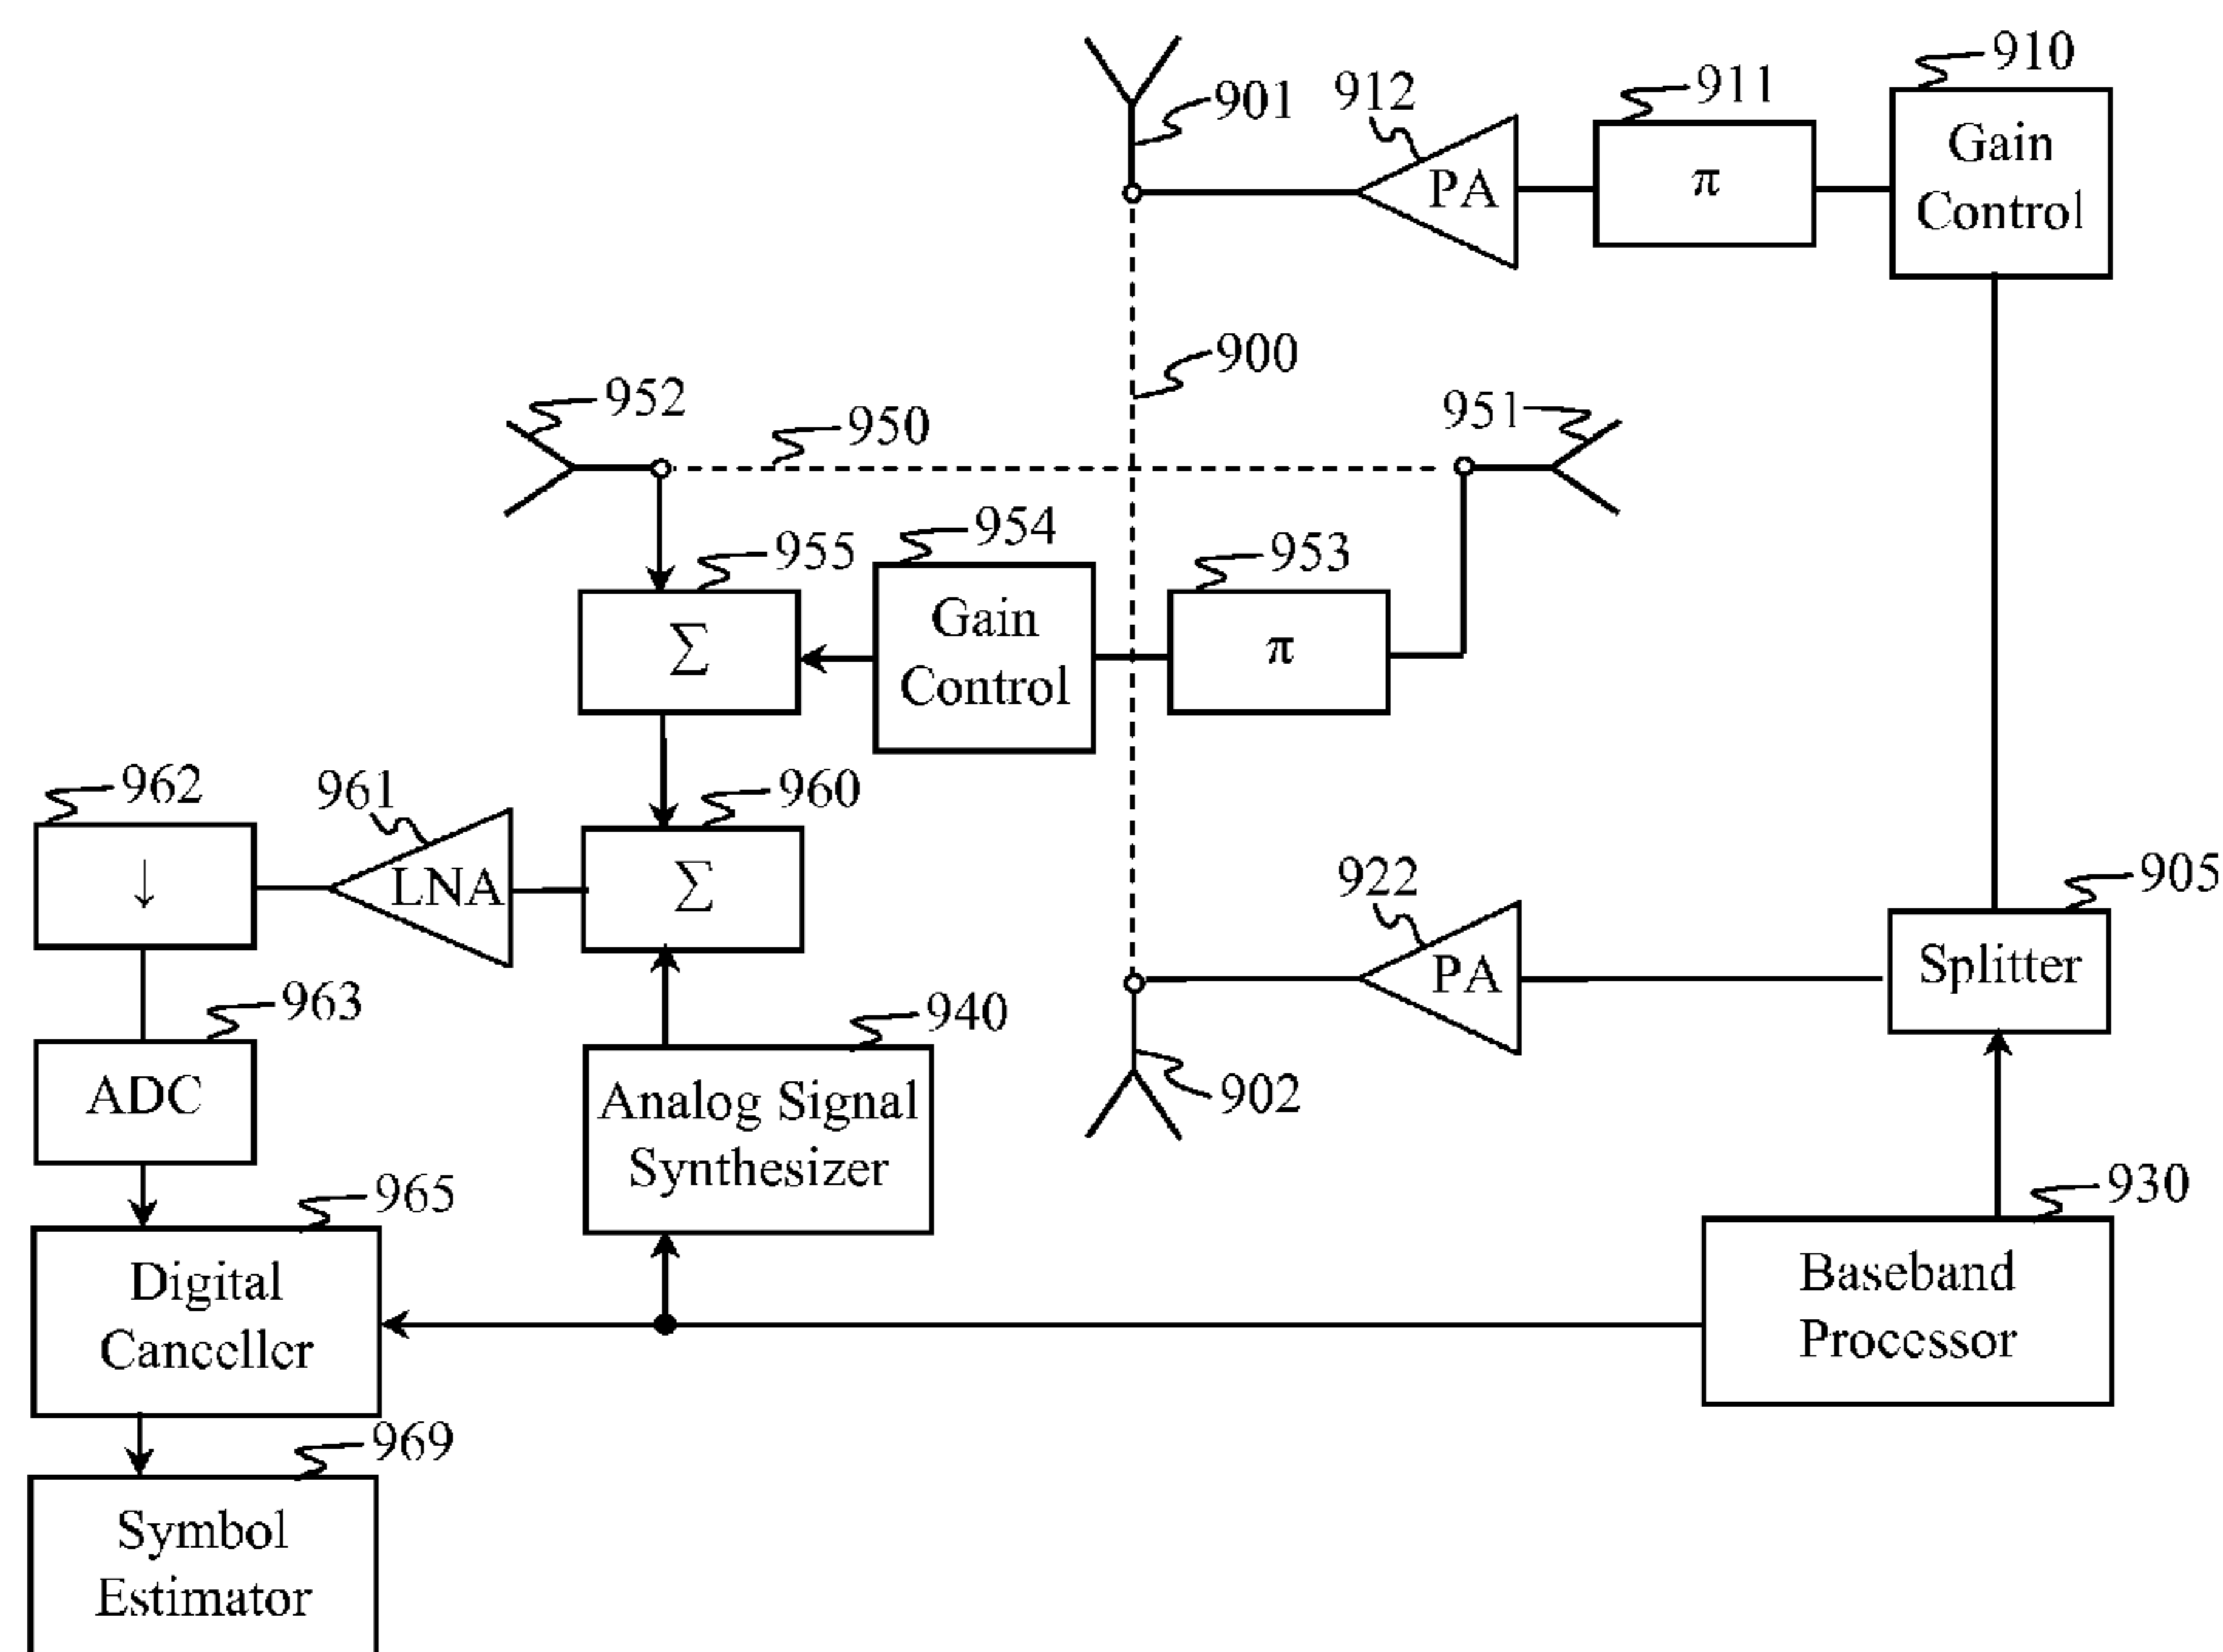 910
911
912
901
Gain
Control
π
PA
900
952
950
951
954
955
953
Gain
Control
Σ
π
962
961
960
922
905
↓
LNA
Σ
PA
Splitter
963
940
ADC
Analog Signal
Synthesizer
902
965
930
Digital
Canceller
Baseband
Processor
969
Symbol
Estimator